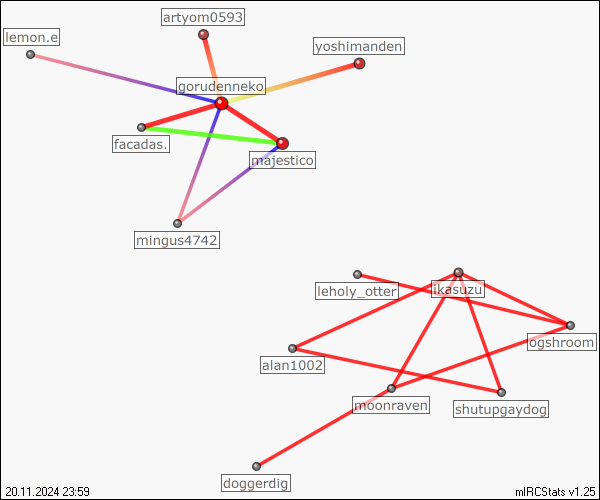 artyom0593
lemon.e
yoshimanden
gorudenneko
facadas.
majestico
mingus4742
leholy_otter
ikasuzu
ogshroom
alan1002
moonraven
shutupgaydog
doggerdig
20.11.2024 23:59
mIRCStats v1.25